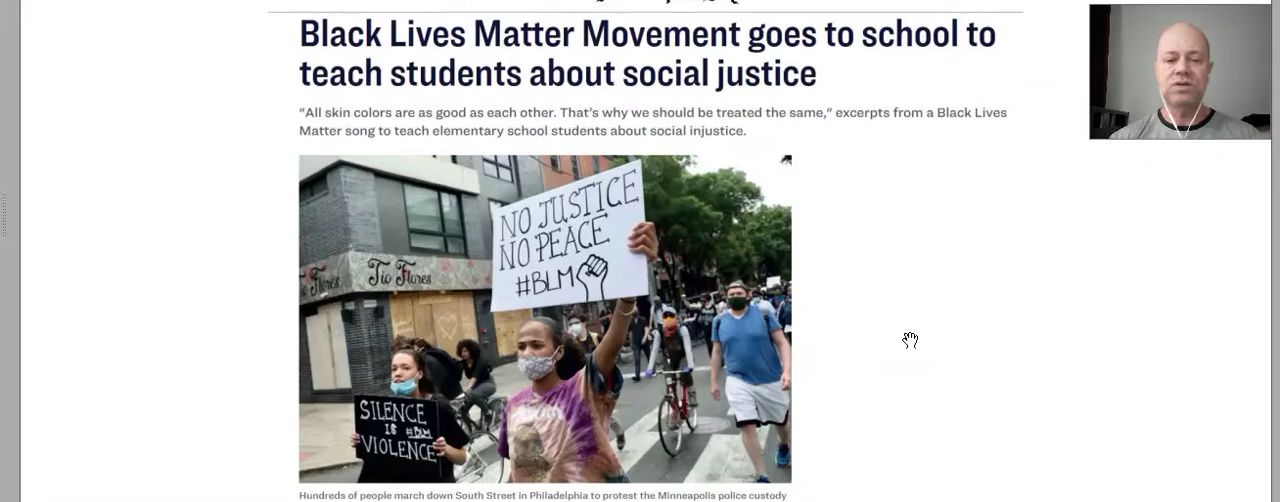 Black Lives Matter Movement goes to school to
teach students about social justice
“All skin colors are as good as each other. That’s why we should be treated the same,” excerpts from a Black Lives
Matter song to teach elementary school students about social injustice.
NO JUSTICE
NO PEACE
#BLM
Tio Flores
SILENCE
IS #BLM
VIOLENCE
Hundreds of people march down South Street in Philadelphia to protest the Minneapolis police custody